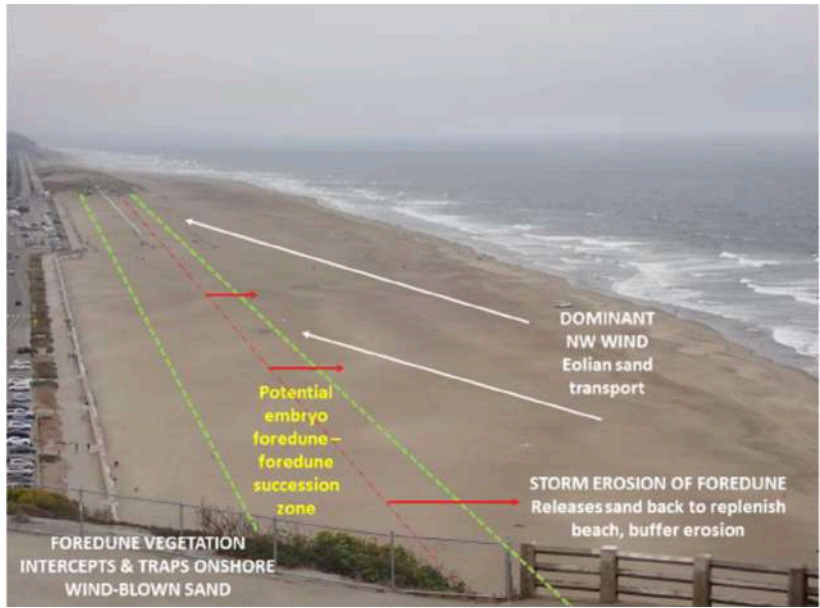 DOMINANT
NW WIND
Eolian sand
transport
Potential
embryo
foredune –
foredune
succession
zone
STORM EROSION OF FOREDUNE
Releases sand back to replenish
beach, buffer erosion
FOREDUNE VEGETATION
INTERCEPTS & TRAPS ONSHORE
WIND-BLOWN SAND